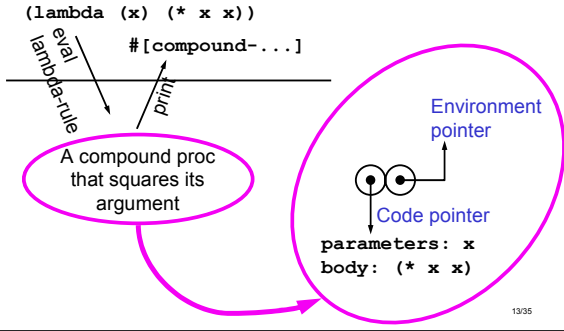 (lambda (x) (* x x))
eval
lambda-rule
#[compound-...]
print
A compound proc
that squares its
argument
Environment
pointer
Code pointer
parameters: x
body: (* x x)
13/35